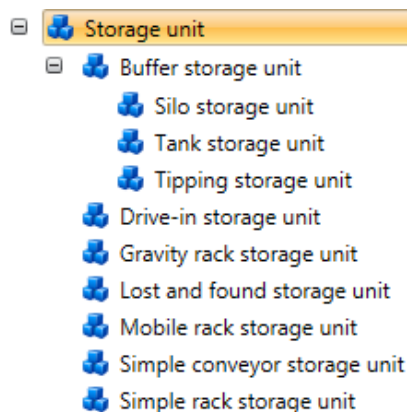 Storage unit
Buffer storage unit
Silo storage unit
Tank storage unit
Tipping storage unit
Drive-in storage unit
Gravity rack storage unit
Lost and found storage unit
Mobile rack storage unit
Simple conveyor storage unit
Simple rack storage unit